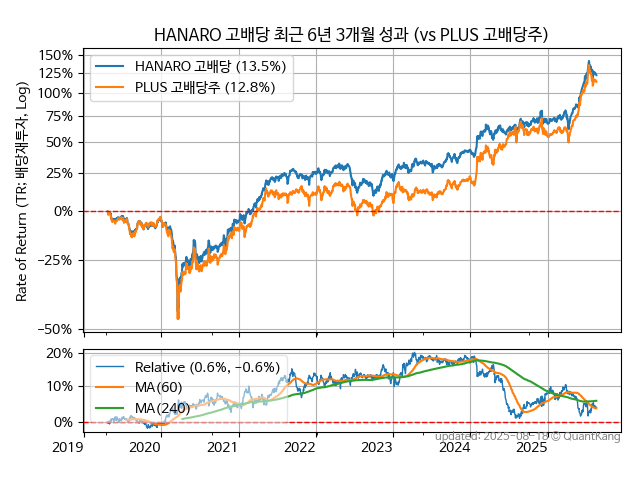 HANARO 고배당 최근 6년 3개월 성과 (vs PLUS 고배당주)
Rate of Return (TR: 배당재투자, Log)
150%
125%
100%
75%
50%
25%
0%
−25%
−50%
HANARO 고배당 (13.5%)
PLUS 고배당주 (12.8%)
20%
10%
0%
Relative (0.6%, −0.6%)
MA(60)
MA(240)
2019 2020 2021 2022 2023 2024 2025
updated: 2025-08-18 © QuantKang